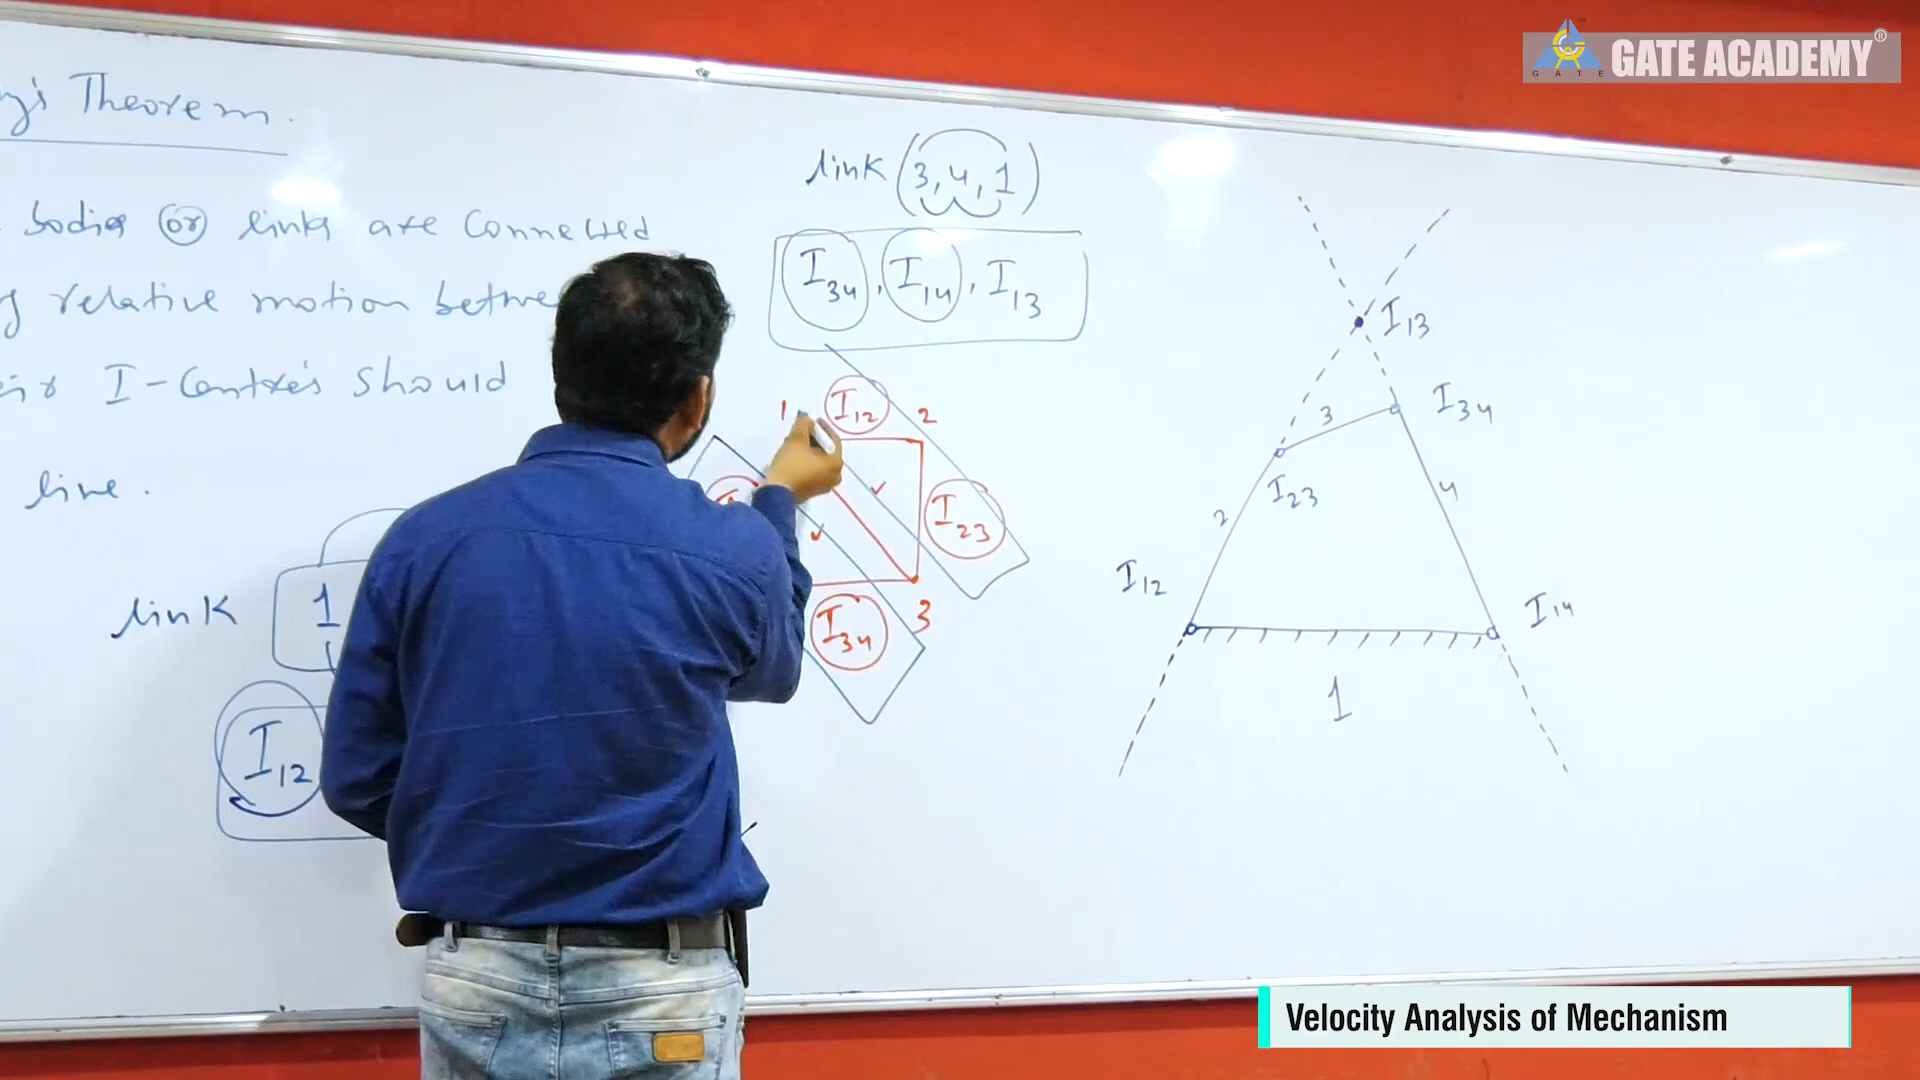 GATE ACADEMY®
GATE
Theorem.
bodies or links are Connected
relative motion
I-Centre's Should
line.
link 1
I12
link (3, 4, 1)
I34, I14, I13
1 I12 2
I23
I34 3
I13
3 I34
I23 4
2
I12
I14
1
Velocity Analysis of Mechanism